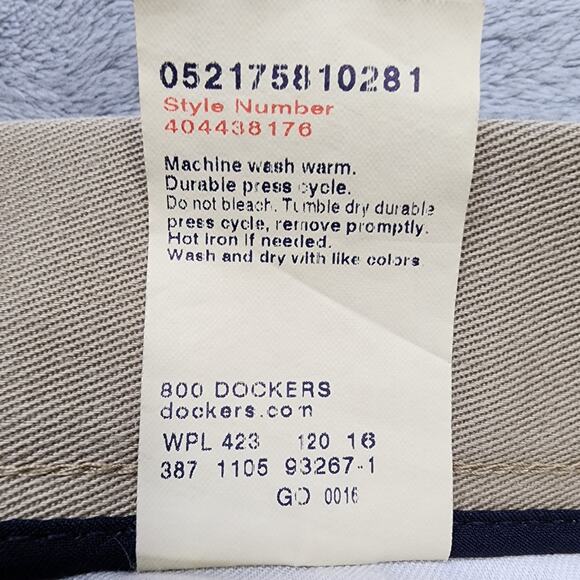 052175810281
Style Number
404438176
Machine wash warm.
Durable press cycle.
Do not bleach. Tumble dry durable
press cycle, remove promptly.
Hot iron if needed.
Wash and dry with like colors
800 DOCKERS
dockers.com
WPL 423 120 16
387 1105 93267-1
GO 0016